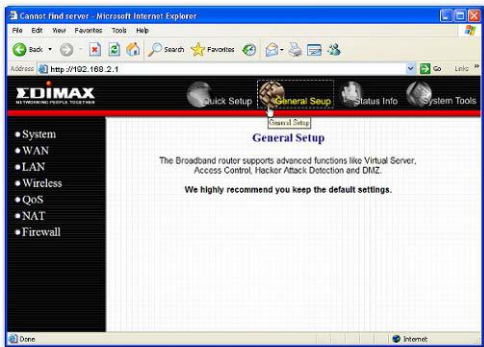 Cannot find server - Microsoft Internet Explorer
File Edit View Favorites Tools Help
Back Search Favorites
Address http://192.168.2.1 Go Links
EDIMAX
NETWORKING PEOPLE TOGETHER
Quick Setup General Seup Status Info System Tools
General Setup
System
WAN
LAN
Wireless
QoS
NAT
Firewall
General Setup
The Broadband router supports advanced functions like Virtual Server,
Access Control, Hacker Attack Detection and DMZ.
We highly recommend you keep the default settings.
Done Internet